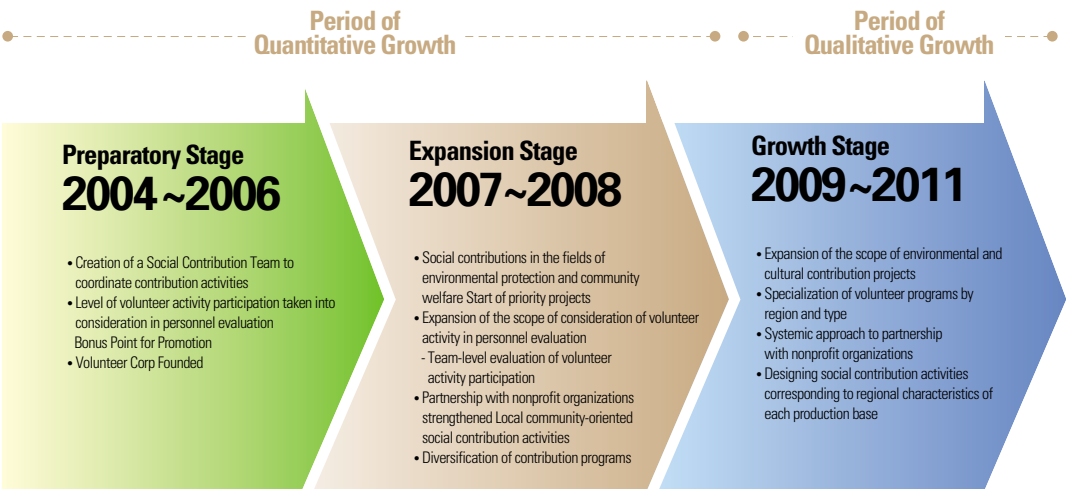 Period of
Quantitative Growth
Period of
Qualitative Growth
Preparatory Stage
2004~2006
• Creation of a Social Contribution Team to
coordinate contribution activities
• Level of volunteer activity participation taken into
consideration in personnel evaluation
Bonus Point for Promotion
• Volunteer Corp Founded
Expansion Stage
2007~2008
• Social contributions in the fields of
environmental protection and community
welfare Start of priority projects
• Expansion of the scope of consideration of volunteer
activity in personnel evaluation
- Team-level evaluation of volunteer
activity participation
• Partnership with nonprofit organizations
strengthened Local community-oriented
social contribution activities
• Diversification of contribution programs
Growth Stage
2009~2011
• Expansion of the scope of environmental and
cultural contribution projects
• Specialization of volunteer programs by
region and type
• Systemic approach to partnership
with nonprofit organizations
• Designing social contribution activities
corresponding to regional characteristics of
each production base